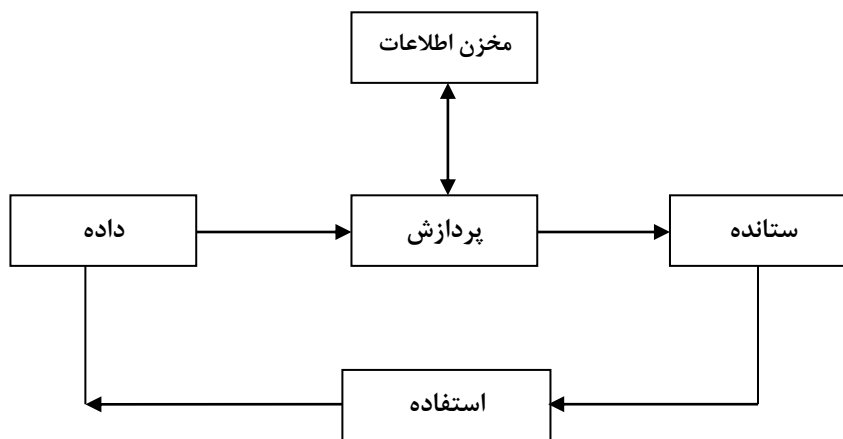 مخزن اطلاعات
داده
پردازش
ستانده
استفاده